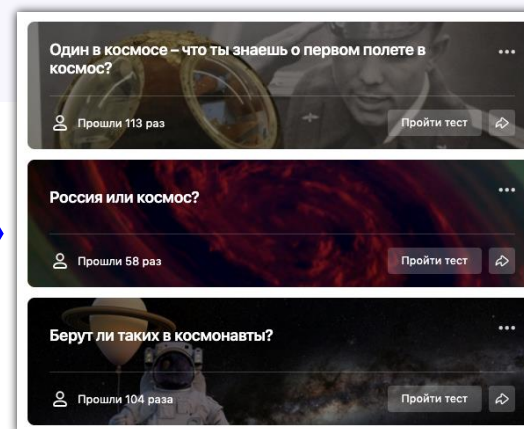 Один в космосе – что ты знаешь о первом полете в
космос?
Прошли 113 раз
Пройти тест
Россия или космос?
Прошли 58 раз
Пройти тест
Берут ли таких в космонавты?
Прошли 104 раза
Пройти тест